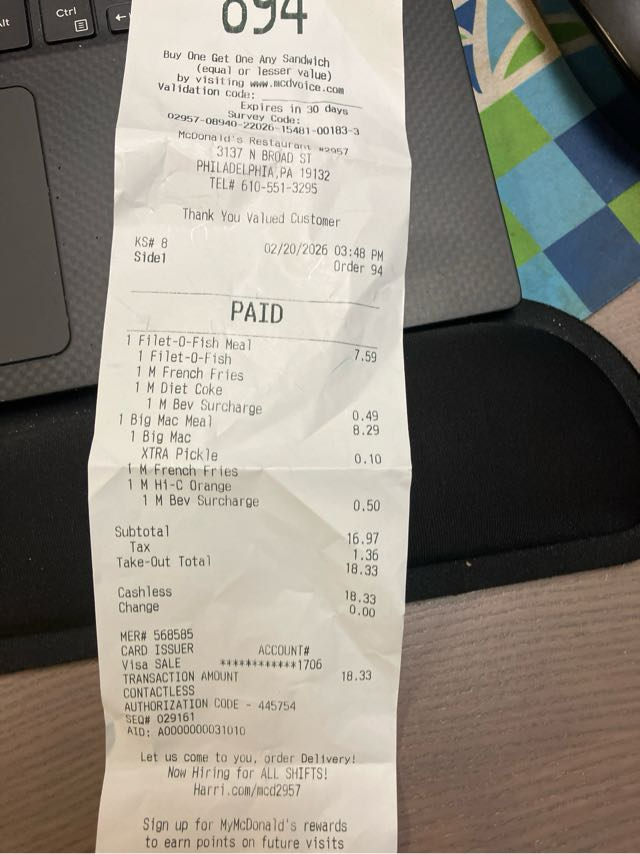 Alt
Ctrl
694
Buy One Get One Any Sandwich
(equal or lesser value)
by visiting www.mcdvoice.com
Validation code:
Expires in 30 days
Survey Code:
02957-08940-22026-15481-00183-3
McDonald's Restaurant #2957
3137 N BROAD ST
PHILADELPHIA,PA 19132
TEL# 610-551-3295
Thank You Valued Customer
KS# 8 02/20/2026 03:48 PM
Side1 Order 94
PAID
1 Filet-O-Fish Meal 7.59
1 Filet-O-Fish
1 M French Fries
1 M Diet Coke
1 M Bev Surcharge 0.49
1 Big Mac Meal 8.29
1 Big Mac
XTRA Pickle 0.10
1 M French Fries
1 M Hi-C Orange
1 M Bev Surcharge 0.50
Subtotal 16.97
Tax 1.36
Take-Out Total 18.33
Cashless 18.33
Change 0.00
MER# 568585
CARD ISSUER ACCOUNT#
Visa SALE ************1706
TRANSACTION AMOUNT 18.33
CONTACTLESS
AUTHORIZATION CODE - 445754
SEQ# 029161
AID: A0000000031010
Let us come to you, order Delivery!
Now Hiring for ALL SHIFTS!
Harri.com/mcd2957
Sign up for MyMcDonald's rewards
to earn points on future visits